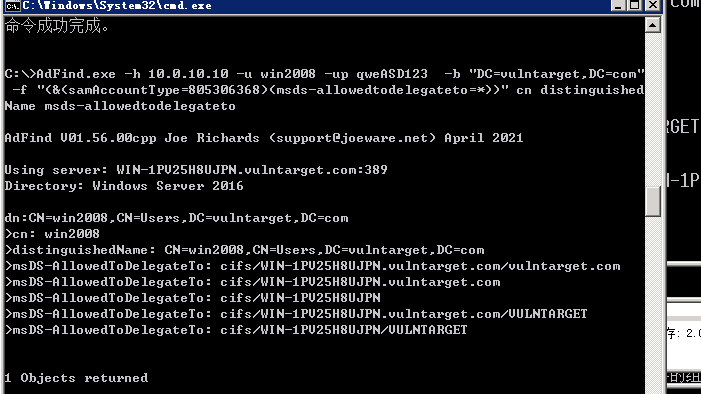 C:\Windows\System32\cmd.exe
命令成功完成。
C:\>AdFind.exe -h 10.0.10.10 -u win2008 -up qweASD123  -b "DC=vulntarget,DC=com"
 -f "(&(samAccountType=805306368)(msds-allowedtodelegateto=*))" cn distinguished
Name msds-allowedtodelegateto
AdFind V01.56.00cpp Joe Richards (support@joeware.net) April 2021
Using server: WIN-1PV25H8UJPN.vulntarget.com:389
Directory: Windows Server 2016
dn:CN=win2008,CN=Users,DC=vulntarget,DC=com
>cn: win2008
>distinguishedName: CN=win2008,CN=Users,DC=vulntarget,DC=com
>msDS-AllowedToDelegateTo: cifs/WIN-1PV25H8UJPN.vulntarget.com/vulntarget.com
>msDS-AllowedToDelegateTo: cifs/WIN-1PV25H8UJPN.vulntarget.com
>msDS-AllowedToDelegateTo: cifs/WIN-1PV25H8UJPN
>msDS-AllowedToDelegateTo: cifs/WIN-1PV25H8UJPN.vulntarget.com/VULNTARGET
>msDS-AllowedToDelegateTo: cifs/WIN-1PV25H8UJPN/VULNTARGET
1 Objects returned
com
RGET
N-1P
存: 2.0
的组